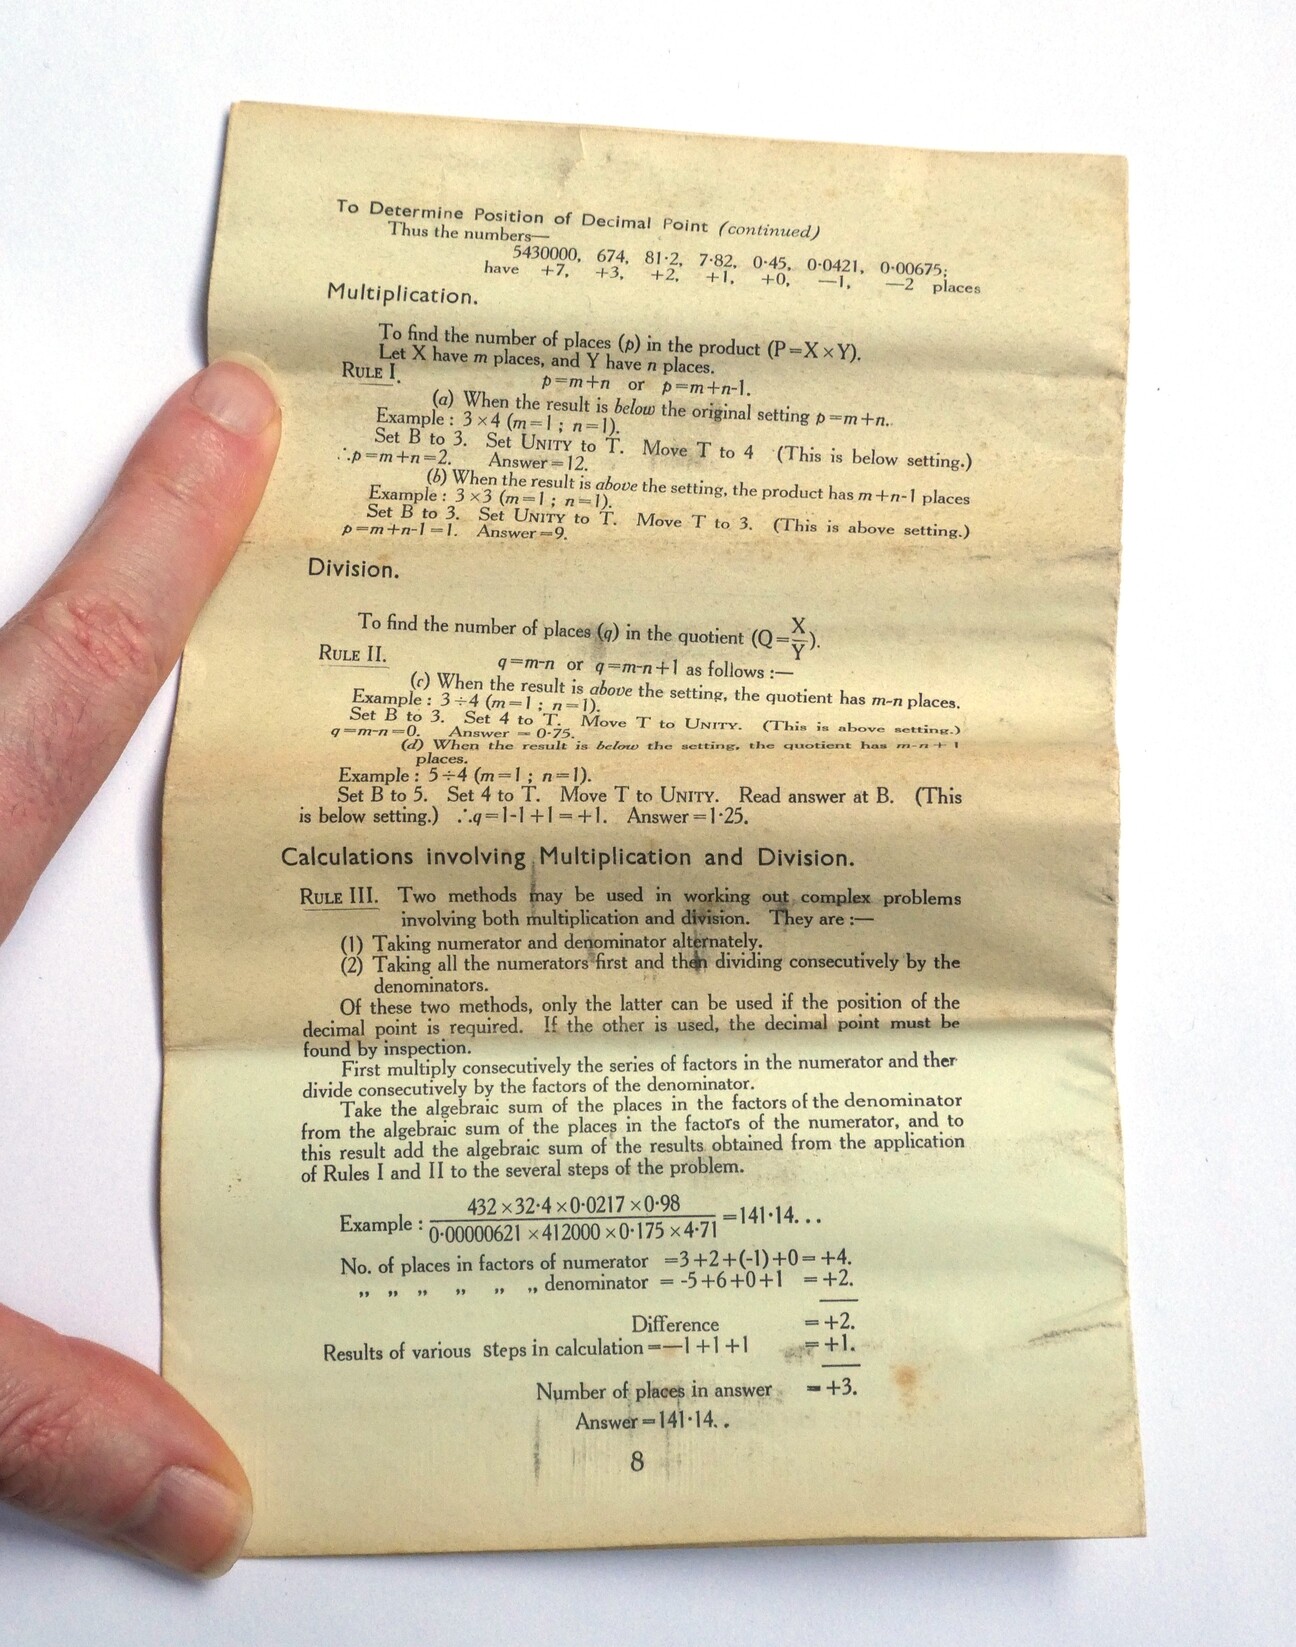 To Determine Position of Decimal Point (continued)
Thus the numbers—
5430000, 674, 81·2, 7·82, 0·45, 0·0421, 0·00675;
have +7, +3, +2, +1, +0, —1, —2 places
Multiplication.
To find the number of places (p) in the product (P=X×Y).
Let X have m places, and Y have n places.
RULE I. p=m+n or p=m+n-1.
(a) When the result is below the original setting p=m+n.
Example : 3×4 (m=1 ; n=1).
Set B to 3. Set UNITY to T. Move T to 4 (This is below setting.)
∴p=m+n=2. Answer=12.
(b) When the result is above the setting, the product has m+n-1 places
Example : 3×3 (m=1 ; n=1).
Set B to 3. Set UNITY to T. Move T to 3. (This is above setting.)
p=m+n-1=1. Answer=9.
Division.
To find the number of places (q) in the quotient (Q=X/Y).
RULE II. q=m-n or q=m-n+1 as follows :—
(c) When the result is above the setting, the quotient has m-n places.
Example : 3÷4 (m=1 ; n=1).
Set B to 3. Set 4 to T. Move T to UNITY. (This is above setting.)
q=m-n=0. Answer = 0·75.
(d) When the result is below the setting, the quotient has m-n+1
places.
Example : 5÷4 (m=1 ; n=1).
Set B to 5. Set 4 to T. Move T to UNITY. Read answer at B. (This
is below setting.) ∴q=1-1+1=+1. Answer=1·25.
Calculations involving Multiplication and Division.
RULE III. Two methods may be used in working out complex problems
involving both multiplication and division. They are :—
(1) Taking numerator and denominator alternately.
(2) Taking all the numerators first and then dividing consecutively by the
denominators.
Of these two methods, only the latter can be used if the position of the
decimal point is required. If the other is used, the decimal point must be
found by inspection.
First multiply consecutively the series of factors in the numerator and ther
divide consecutively by the factors of the denominator.
Take the algebraic sum of the places in the factors of the denominator
from the algebraic sum of the places in the factors of the numerator, and to
this result add the algebraic sum of the results obtained from the application
of Rules I and II to the several steps of the problem.
432×32·4×0·0217×0·98
Example : =141·14...
0·00000621×412000×0·175×4·71
No. of places in factors of numerator =3+2+(-1)+0= +4.
„ „ „ „ „ „ denominator = -5+6+0+1 = +2.
Difference = +2.
Results of various steps in calculation =—1+1+1 = +1.
Number of places in answer = +3.
Answer=141·14..
8